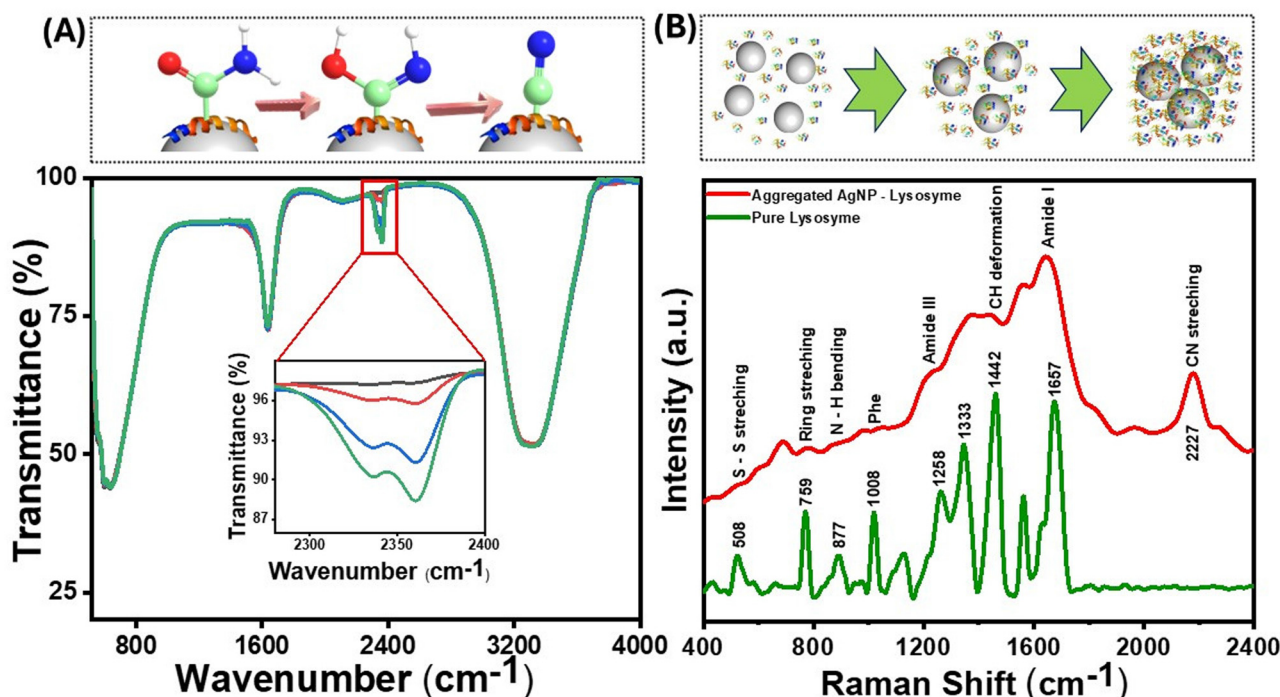 (A)
100
75
50
25
Transmittance (%)
800
1600
2400
3200
4000
Wavenumber (cm-1)
96
93
90
87
Transmittance (%)
2300
2350
2400
Wavenumber (cm-1)
(B)
Aggregated AgNP - Lysosyme
Pure Lysosyme
Intensity (a.u.)
S - S streching
Ring streching
N - H bending
Phe
Amide III
CH deformation
Amide I
CN streching
508
759
877
1008
1258
1333
1442
1657
2227
400
800
1200
1600
2000
2400
Raman Shift (cm-1)